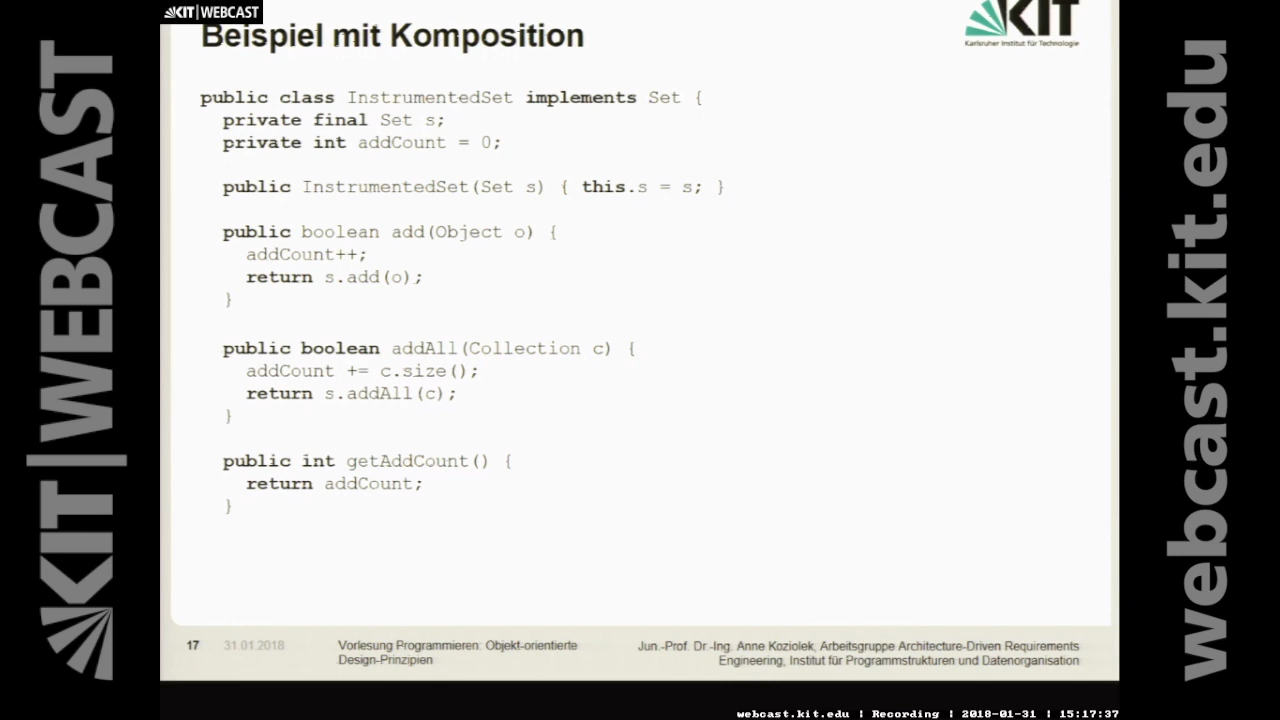 KIT|WEBCAST
KIT|WEBCAST
Beispiel mit Komposition
KIT
Karlsruher Institut für Technologie
public class InstrumentedSet implements Set {
private final Set s;
private int addCount = 0;
public InstrumentedSet(Set s) { this.s = s; }
public boolean add(Object o) {
addCount++;
return s.add(o);
}
public boolean addAll(Collection c) {
addCount += c.size();
return s.addAll(c);
}
public int getAddCount() {
return addCount;
}
17
31.01.2018
Vorlesung Programmieren: Objekt-orientierte
Design-Prinzipien
Jun.-Prof. Dr.-Ing. Anne Koziolek, Arbeitsgruppe Architecture-Driven Requirements
Engineering, Institut für Programmstrukturen und Datenorganisation
webcast.kit.edu
webcast.kit.edu | Recording | 2018-01-31 | 15:17:37